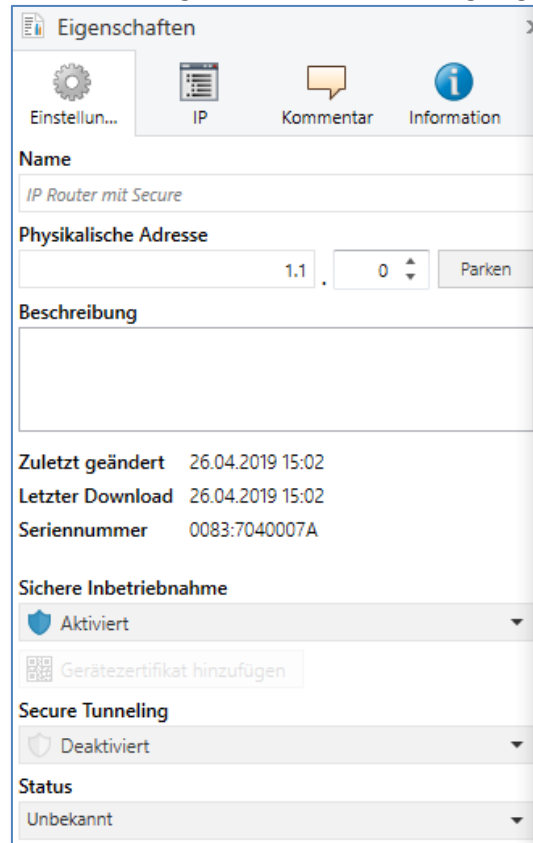 Eigenschaften
Einstellun... IP Kommentar Information
Name
IP Router mit Secure
Physikalische Adresse
1.1 . 0 Parken
Beschreibung
Zuletzt geändert 26.04.2019 15:02
Letzter Download 26.04.2019 15:02
Seriennummer 0083:7040007A
Sichere Inbetriebnahme
Aktiviert
Gerätezertifikat hinzufügen
Secure Tunneling
Deaktiviert
Status
Unbekannt